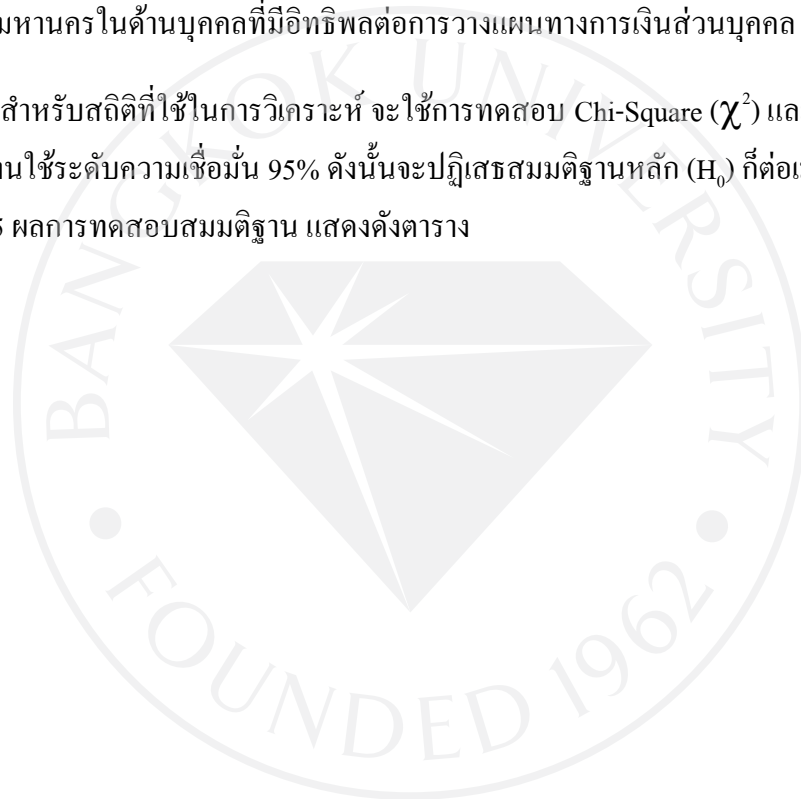 มหานครในด้านบุคคลที่มีอิทธิพลต่อการวางแผนทางการเงินส่วนบุคคล
สำหรับสถิติที่ใช้ในการวิเคราะห์ จะใช้การทดสอบ Chi-Square (χ²) แล
านใช้ระดับความเชื่อมั่น 95% ดังนั้นจะปฏิเสธสมมติฐานหลัก (H₀) ก็ต่อเ
5 ผลการทดสอบสมมติฐาน แสดงดังตาราง
BANGKOK UNIVERSITY
FOUNDED 1962